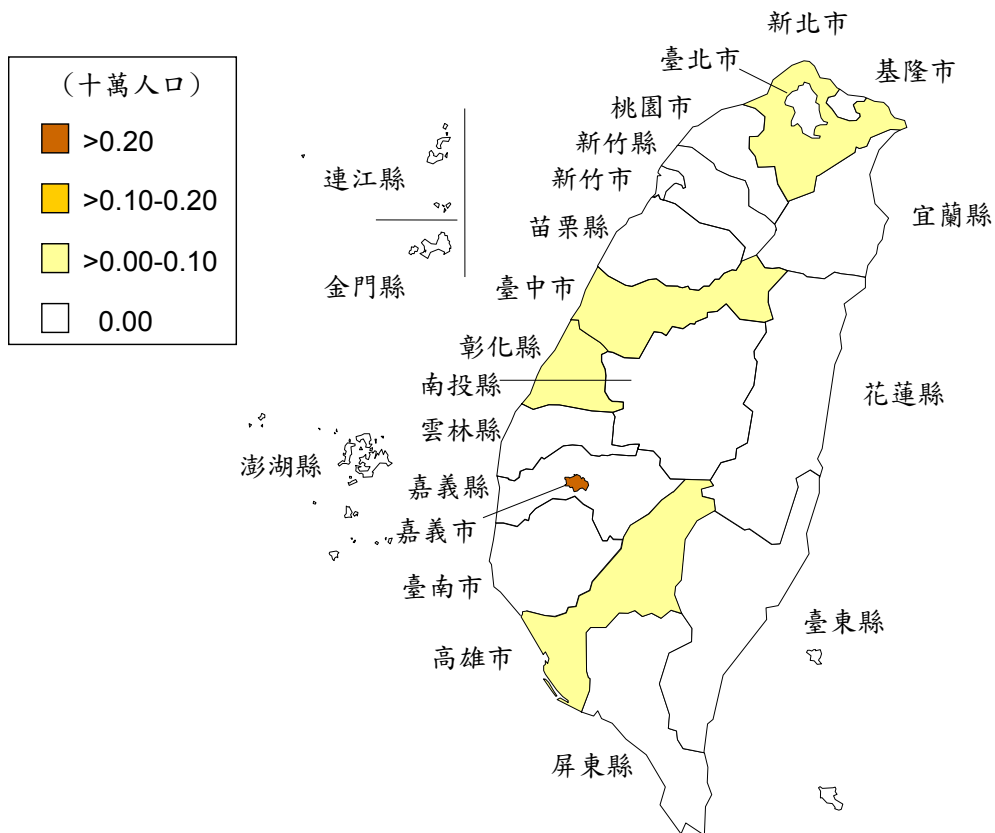 (十萬人口)
>0.20
>0.10-0.20
>0.00-0.10
0.00
新北市
臺北市
基隆市
桃園市
新竹縣
新竹市
連江縣
苗栗縣
宜蘭縣
金門縣
臺中市
彰化縣
南投縣
花蓮縣
雲林縣
澎湖縣
嘉義縣
嘉義市
臺南市
臺東縣
高雄市
屏東縣